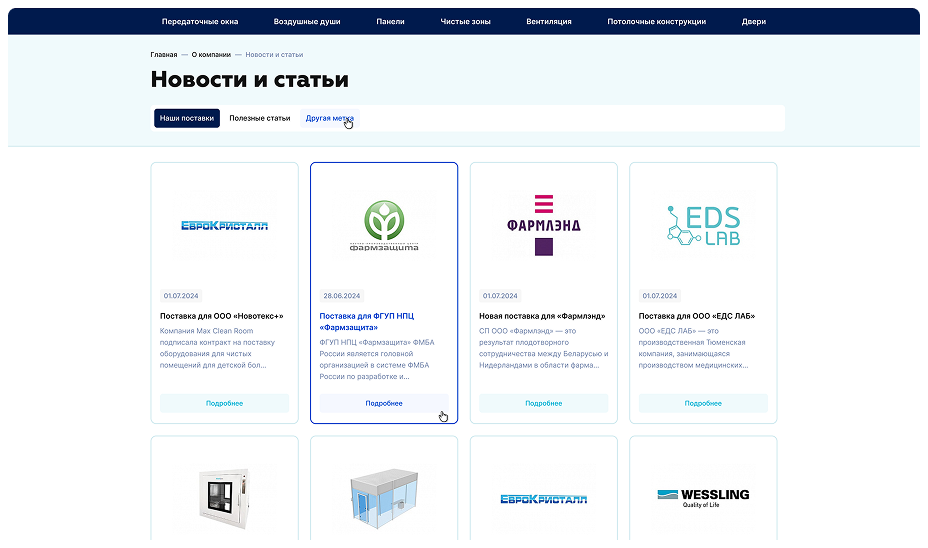 Передаточные окна Воздушные души Панели Чистые зоны Вентиляция Потолочные конструкции Двери
Главная — О компании — Новости и статьи
Новости и статьи
Наши поставки Полезные статьи Другая метка
ЕвроКристалл
фармзащита
ФАРМЛЭНД
EDS
LAB
01.07.2024
Поставка для ООО «Новотекс+»
Компания Max Clean Room
подписала контракт на поставку
оборудования для чистых
помещений для детской бол...
Подробнее
28.06.2024
Поставка для ФГУП НПЦ
«Фармзащита»
ФГУП НПЦ «Фармзащита» ФМБА
России является головной
организацией в системе ФМБА
России по разработке и...
Подробнее
01.07.2024
Новая поставка для «Фармлэнд»
СП ООО «Фармлэнд» — это
результат плодотворного
сотрудничества между Беларусью и
Нидерландами в области фарма...
Подробнее
01.07.2024
Поставка для ООО «ЕДС ЛАБ»
ООО «ЕДС ЛАБ» — это
производственная Тюменская
компания, занимающаяся
производством медицинских...
Подробнее
ЕвроКристалл
WESSLING
Quality of Life